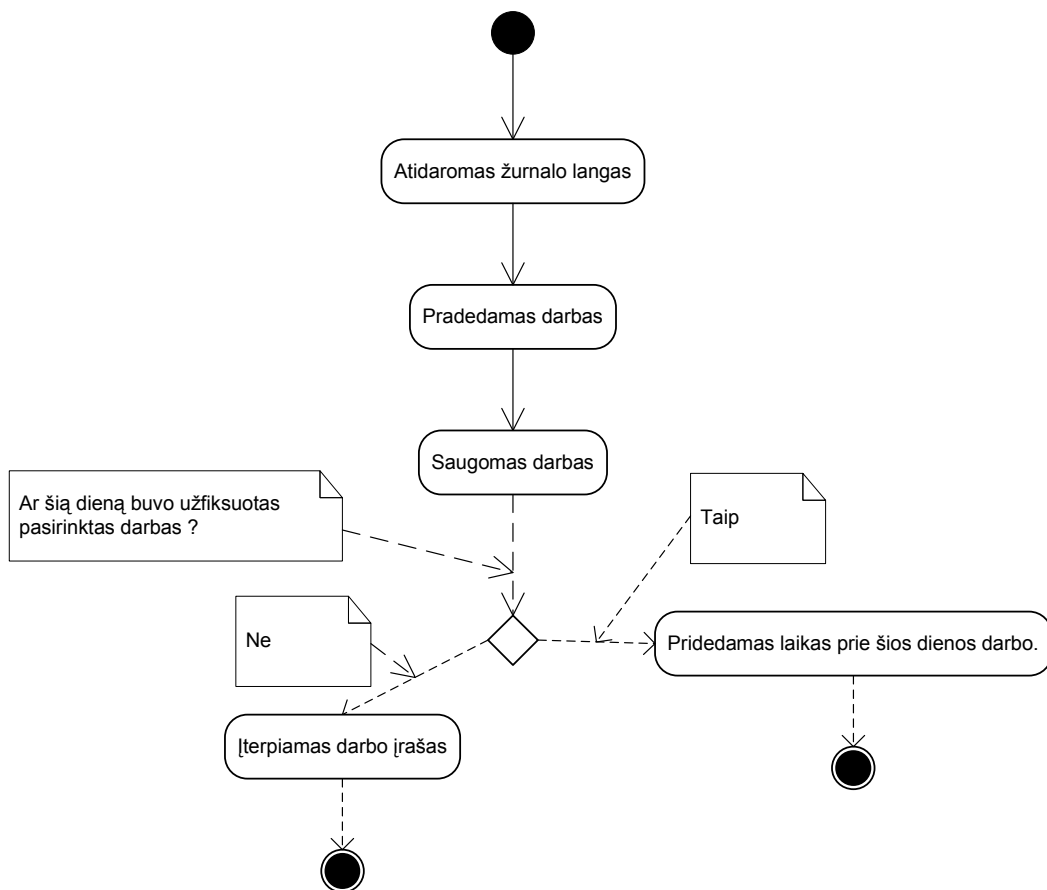 Atidaromas žurnalo langas
Pradedamas darbas
Saugomas darbas
Ar šią dieną buvo užfiksuotas
pasirinktas darbas ?
Taip
Ne
Pridedamas laikas prie šios dienos darbo.
Įterpiamas darbo įrašas